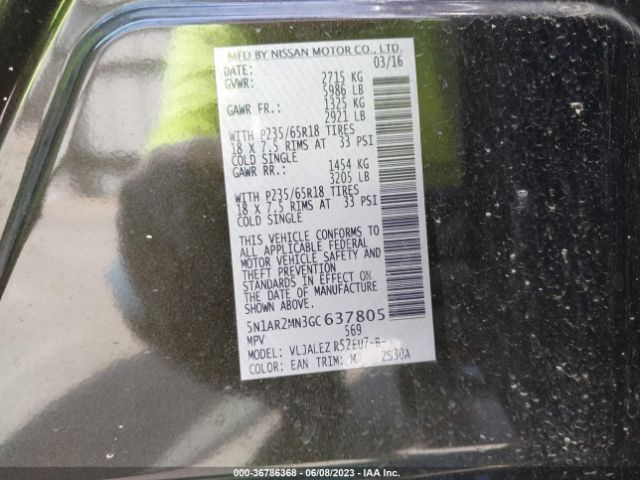 MFD BY NISSAN MOTOR CO., LTD.
DATE: 03/16
GVWR: 2715 KG
5986 LB
GAWR FR.: 1325 KG
2921 LB
WITH P235/65R18 TIRES
18 X 7.5 RIMS AT 33 PSI
COLD SINGLE
GAWR RR.: 1454 KG
3205 LB
WITH P235/65R18 TIRES
18 X 7.5 RIMS AT 33 PSI
COLD SINGLE
THIS VEHICLE CONFORMS TO
ALL APPLICABLE FEDERAL
MOTOR VEHICLE SAFETY AND
THEFT PREVENTION
STANDARDS IN EFFECT ON
THE DATE OF MANUFACTURE
SHOWN ABOVE.
5N1AR2MN3GC637805
MPV 569
MODEL: VLJALEZ R52EU7-B-
COLOR: EAN TRIM: M 2S30A
000-36786368 - 06/08/2023 - IAA Inc.